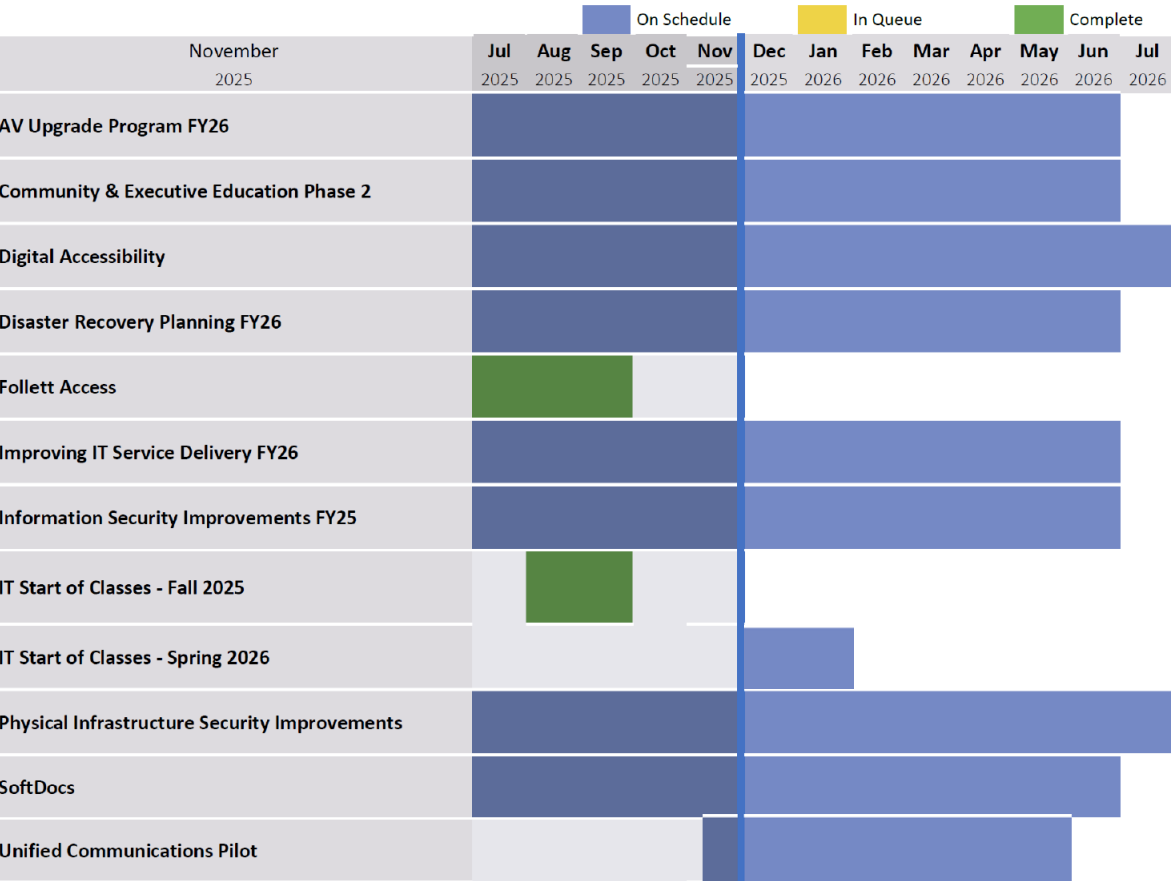 On Schedule In Queue Complete
November Jul Aug Sep Oct Nov Dec Jan Feb Mar Apr May Jun Jul
2025 2025 2025 2025 2025 2025 2025 2026 2026 2026 2026 2026 2026 2026
AV Upgrade Program FY26
Community & Executive Education Phase 2
Digital Accessibility
Disaster Recovery Planning FY26
Follett Access
Improving IT Service Delivery FY26
Information Security Improvements FY25
IT Start of Classes - Fall 2025
IT Start of Classes - Spring 2026
Physical Infrastructure Security Improvements
SoftDocs
Unified Communications Pilot